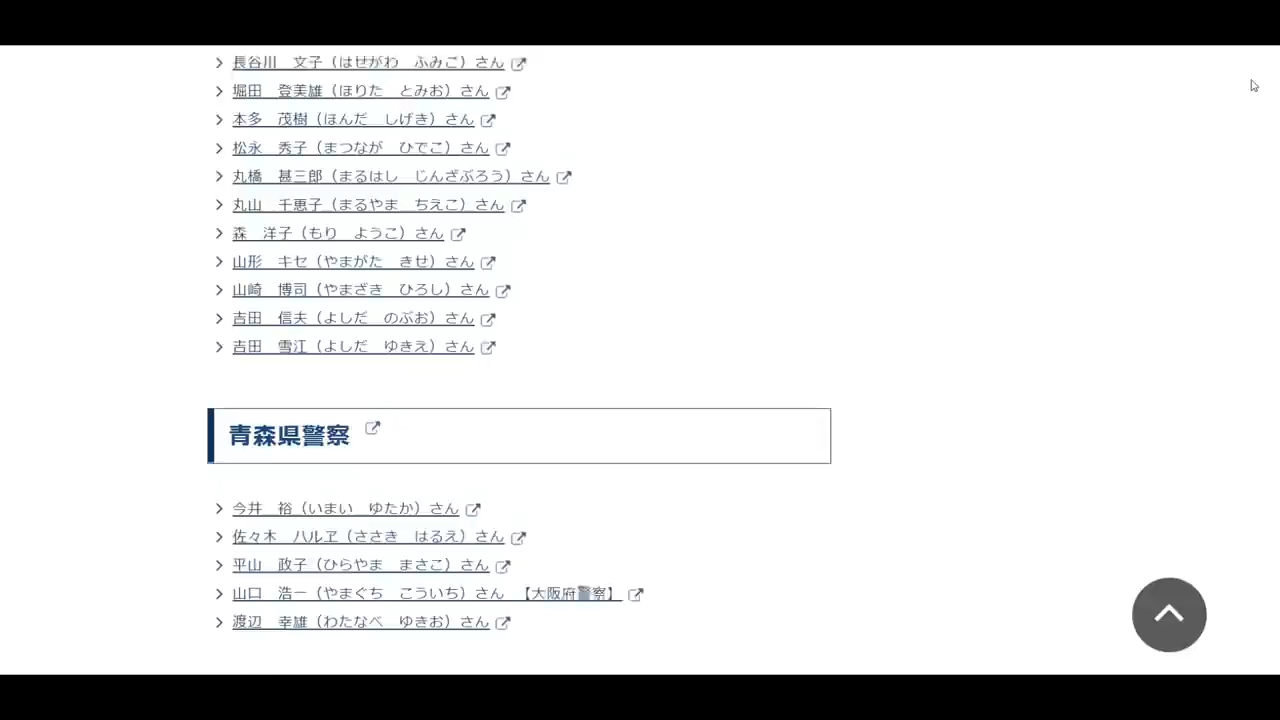 長谷川　文子（はせがわ　ふみこ）さん
堀田　登美雄（ほりた　とみお）さん
本多　茂樹（ほんだ　しげき）さん
松永　秀子（まつなが　ひでこ）さん
丸橋　甚三郎（まるはし　じんざぶろう）さん
丸山　千恵子（まるやま　ちえこ）さん
森　洋子（もり　ようこ）さん
山形　キセ（やまがた　きせ）さん
山崎　博司（やまざき　ひろし）さん
吉田　信夫（よしだ　のぶお）さん
吉田　雪江（よしだ　ゆきえ）さん
青森県警察
今井　裕（いまい　ゆたか）さん
佐々木　ハルヱ（ささき　はるえ）さん
平山　政子（ひらやま　まさこ）さん
山口　浩一（やまぐち　こういち）さん　【大阪府警察】
渡辺　幸雄（わたなべ　ゆきお）さん